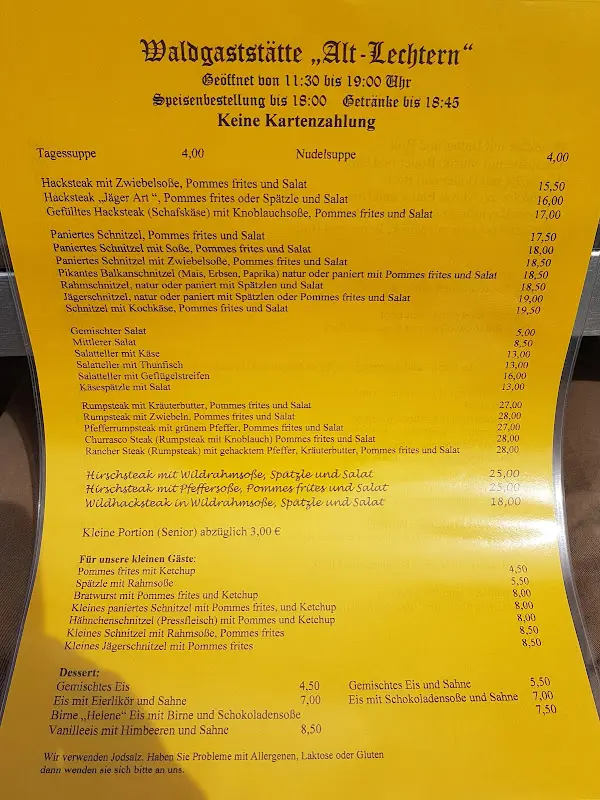 Waldgaststätte „Alt-Lechtern“
Geöffnet von 11:30 bis 19:00 Uhr
Speisenbestellung bis 18:00 Getränke bis 18:45
Keine Kartenzahlung
Tagessuppe 4,00 Nudelsuppe 4,00
Hacksteak mit Zwiebelsoße, Pommes frites und Salat 15,50
Hacksteak „Jäger Art “, Pommes frites oder Spätzle und Salat 16,00
Gefülltes Hacksteak (Schafskäse) mit Knoblauchsoße, Pommes frites und Salat 17,00
Paniertes Schnitzel, Pommes frites und Salat 17,50
Paniertes Schnitzel mit Soße, Pommes frites und Salat 18,00
Paniertes Schnitzel mit Zwiebelsoße, Pommes frites und Salat 18,50
Pikantes Balkanschnitzel (Mais, Erbsen, Paprika) natur oder paniert mit Pommes frites und Salat 18,50
Rahmschnitzel, natur oder paniert mit Spätzlen und Salat 18,50
Jägerschnitzel, natur oder paniert mit Spätzlen oder Pommes frites und Salat 19,00
Schnitzel mit Kochkäse, Pommes frites und Salat 19,50
Gemischter Salat 5,00
Mittlerer Salat 8,50
Salatteller mit Käse 13,00
Salatteller mit Thunfisch 13,00
Salatteller mit Geflügelstreifen 16,00
Käsespätzle mit Salat 13,00
Rumpsteak mit Kräuterbutter, Pommes frites und Salat 27,00
Rumpsteak mit Zwiebeln, Pommes frites und Salat 28,00
Pfefferrumpsteak mit grünem Pfeffer, Pommes frites und Salat 27,00
Churrasco Steak (Rumpsteak mit Knoblauch) Pommes frites und Salat 28,00
Rancher Steak (Rumpsteak) mit gehacktem Pfeffer, Kräuterbutter, Pommes frites und Salat 28,00
Hirschsteak mit Wildrahmsoße, Spätzle und Salat 25,00
Hirschsteak mit Pfeffersoße, Pommes frites und Salat 25,00
Wildhacksteak in Wildrahmsoße, Spätzle und Salat 18,00
Kleine Portion (Senior) abzüglich 3,00 €
Für unsere kleinen Gäste:
Pommes frites mit Ketchup 4,50
Spätzle mit Rahmsoße 5,50
Bratwurst mit Pommes frites und Ketchup 8,00
Kleines paniertes Schnitzel mit Pommes frites, und Ketchup 8,00
Hähnchenschnitzel (Pressfleisch) mit Pommes und Ketchup 8,00
Kleines Schnitzel mit Rahmsoße, Pommes frites 8,50
Kleines Jägerschnitzel mit Pommes frites 8,50
Dessert:
Gemischtes Eis 4,50 Gemischtes Eis und Sahne 5,50
Eis mit Eierlikör und Sahne 7,00 Eis mit Schokoladensoße und Sahne 7,00
Birne „Helene“ Eis mit Birne und Schokoladensoße 7,50
Vanilleeis mit Himbeeren und Sahne 8,50
Wir verwenden Jodsalz. Haben Sie Probleme mit Allergenen, Laktose oder Gluten
dann wenden sie sich bitte an uns.